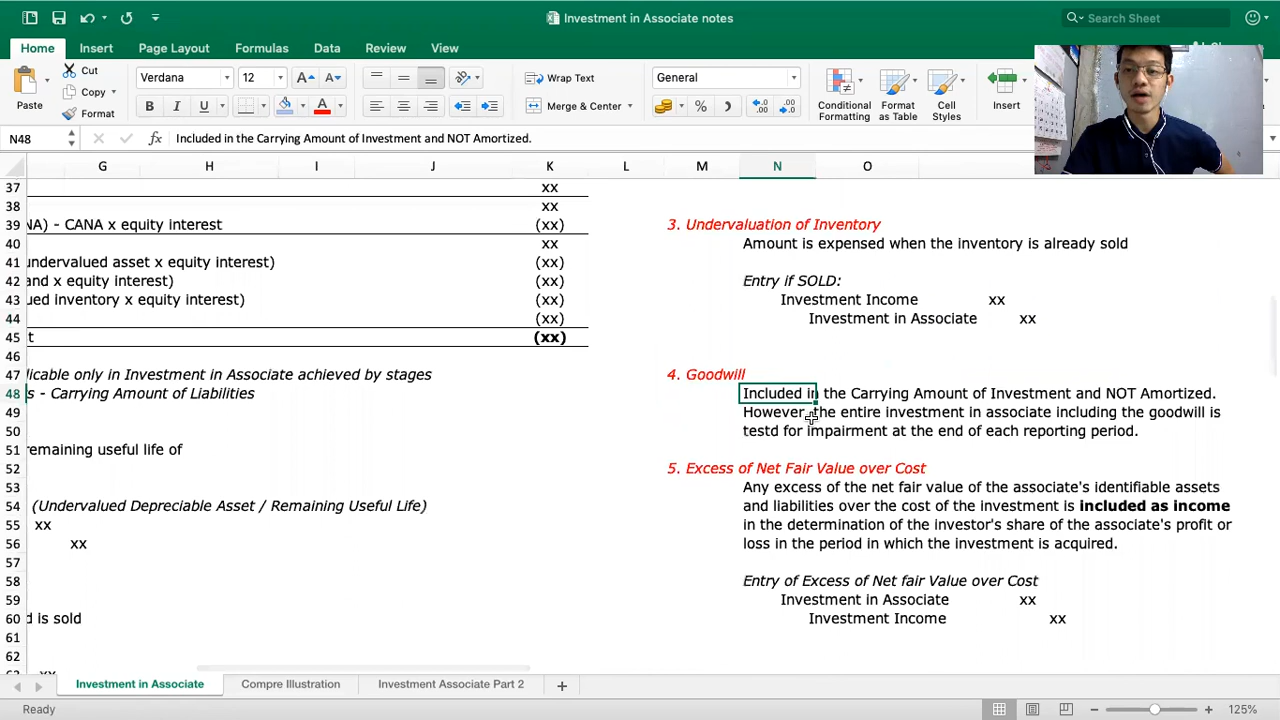 Investment in Associate notes
Search Sheet
Home Insert Page Layout Formulas Data Review View
Paste
Cut
Copy
Format
Verdana 12
B I U
Wrap Text
Merge & Center
General
Conditional Formatting
Format as Table
Cell Styles
Insert
N48 fx Included in the Carrying Amount of Investment and NOT Amortized.
G H I J K L M N O
37 xx
38 xx
39 NA) - CANA x equity interest (xx) 3. Undervaluation of Inventory
40 xx Amount is expensed when the inventory is already sold
41 undervalued asset x equity interest) (xx)
42 and x equity interest) (xx) Entry if SOLD:
43 ued inventory x equity interest) (xx) Investment Income xx
44 (xx) Investment in Associate xx
45 t (xx)
46
47 licable only in Investment in Associate achieved by stages 4. Goodwill
48 s - Carrying Amount of Liabilities Included in the Carrying Amount of Investment and NOT Amortized.
49 However, the entire investment in associate including the goodwill is
50 testd for impairment at the end of each reporting period.
51 remaining useful life of
52 5. Excess of Net Fair Value over Cost
53 Any excess of the net fair value of the associate's identifiable assets
54 (Undervalued Depreciable Asset / Remaining Useful Life) and liabilities over the cost of the investment is included as income
55 xx in the determination of the investor's share of the associate's profit or
56 xx loss in the period in which the investment is acquired.
57
58 Entry of Excess of Net fair Value over Cost
59 Investment in Associate xx
60 d is sold Investment Income xx
61
62
Investment in Associate Compre Illustration Investment Associate Part 2
Ready 125%